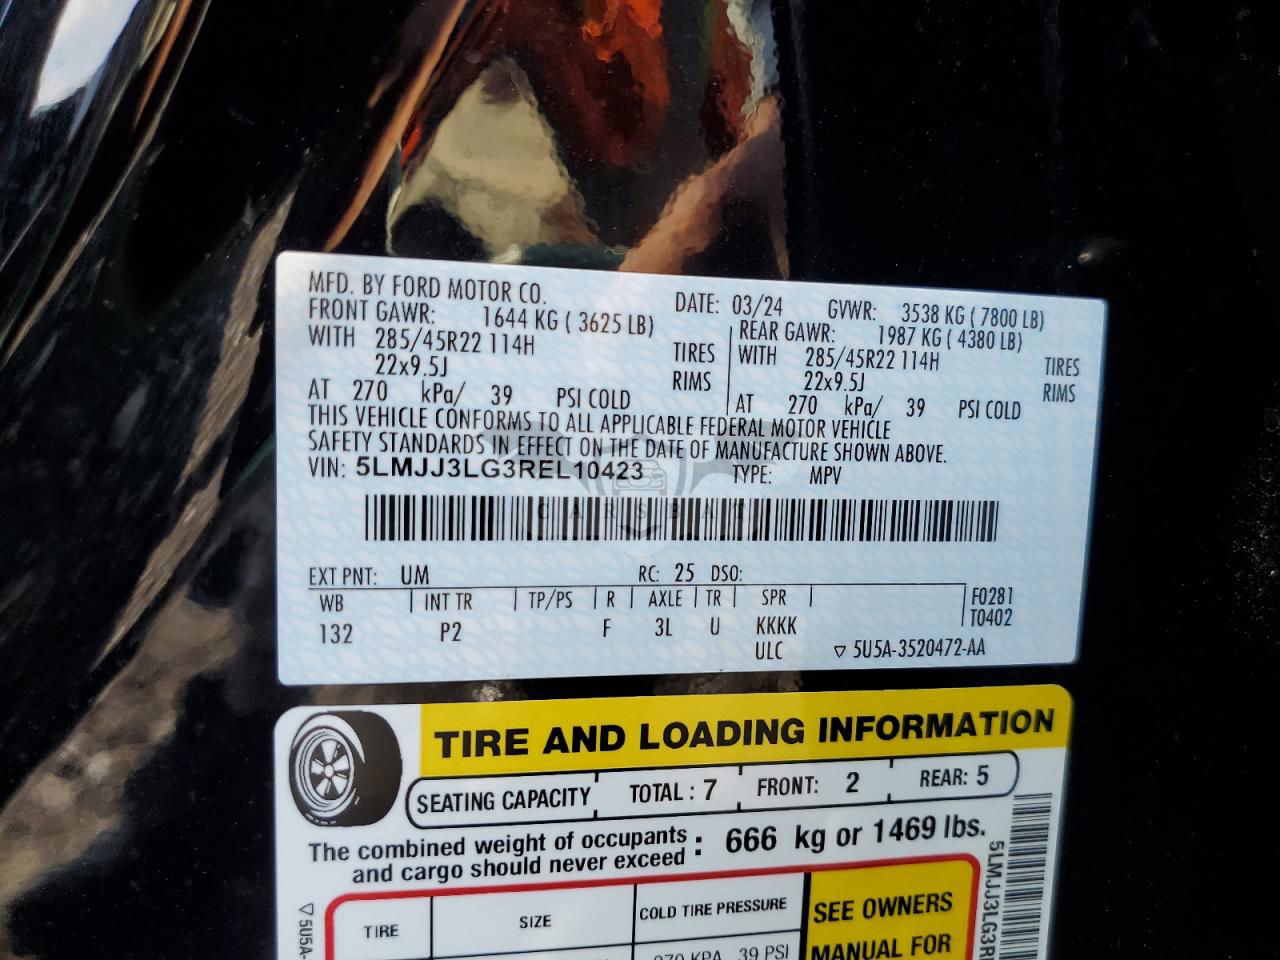 MFD. BY FORD MOTOR CO.
DATE: 03/24 GVWR: 3538 KG ( 7800 LB)
FRONT GAWR: 1644 KG ( 3625 LB) REAR GAWR: 1987 KG ( 4380 LB)
WITH 285/45R22 114H TIRES WITH 285/45R22 114H TIRES
22x9.5J RIMS 22x9.5J RIMS
AT 270 kPa/ 39 PSI COLD AT 270 kPa/ 39 PSI COLD
THIS VEHICLE CONFORMS TO ALL APPLICABLE FEDERAL MOTOR VEHICLE
SAFETY STANDARDS IN EFFECT ON THE DATE OF MANUFACTURE SHOWN ABOVE.
VIN: 5LMJJ3LG3REL10423 TYPE: MPV
CARSBAT
EXT PNT: UM RC: 25 DSO:
WB INT TR TP/PS R AXLE TR SPR F0281
132 P2 F 3L U KKKK T0402
ULC ▽ 5U5A-3520472-AA
TIRE AND LOADING INFORMATION
SEATING CAPACITY TOTAL : 7 FRONT: 2 REAR: 5
The combined weight of occupants
and cargo should never exceed : 666 kg or 1469 lbs.
TIRE SIZE COLD TIRE PRESSURE SEE OWNERS
MANUAL FOR
270 KPA, 39 PSI
▽ 5U5A-
5LMJJ3LG3R